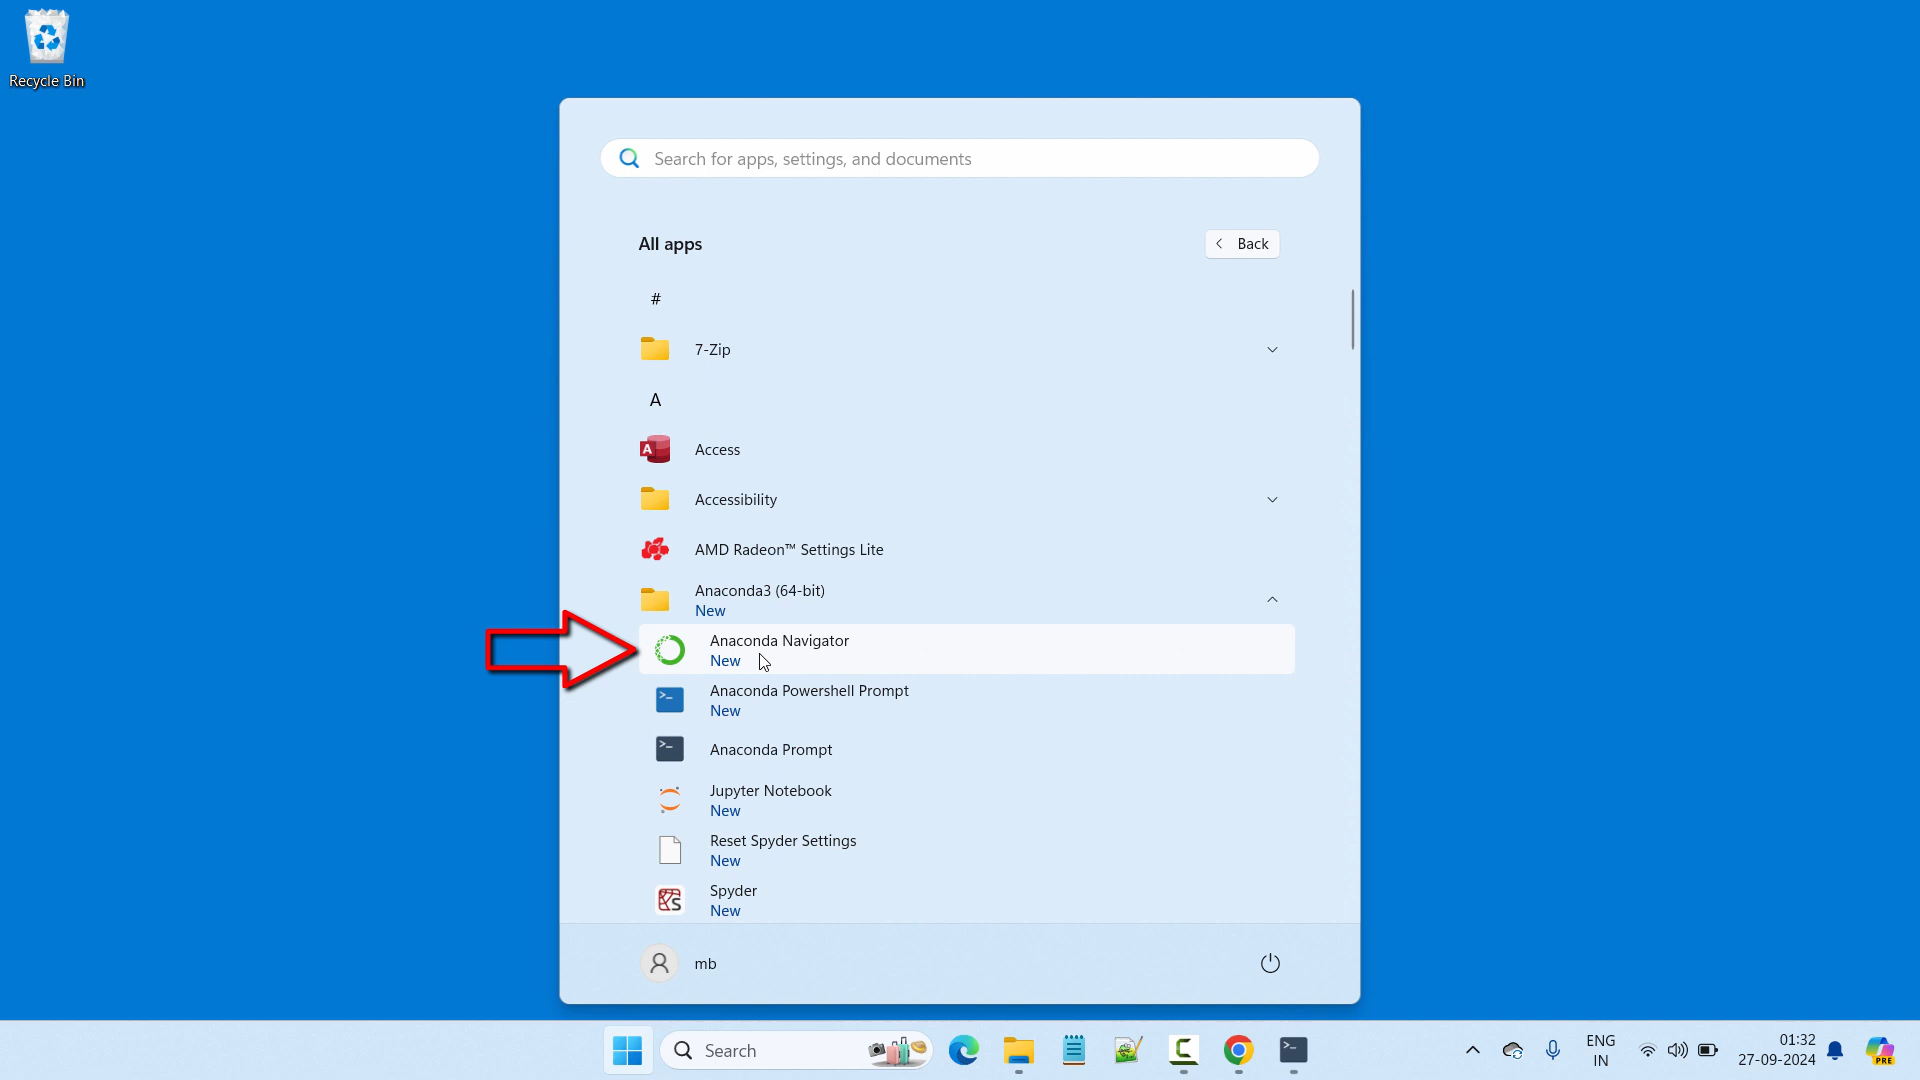 Recycle Bin
Search for apps, settings, and documents
All apps
Back
#
7-Zip
A
Access
Accessibility
AMD Radeon™ Settings Lite
Anaconda3 (64-bit)
New
Anaconda Navigator
New
Anaconda Powershell Prompt
New
Anaconda Prompt
Jupyter Notebook
New
Reset Spyder Settings
New
Spyder
New
mb
Search
ENG
IN
01:32
27-09-2024
PRE